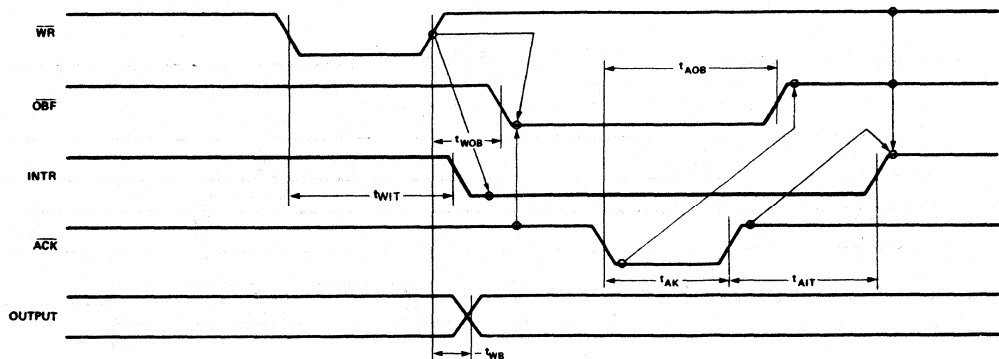 WR
tAOB
OBF
tWOB
INTR
tWIT
ACK
tAK
tAIT
OUTPUT
tWB